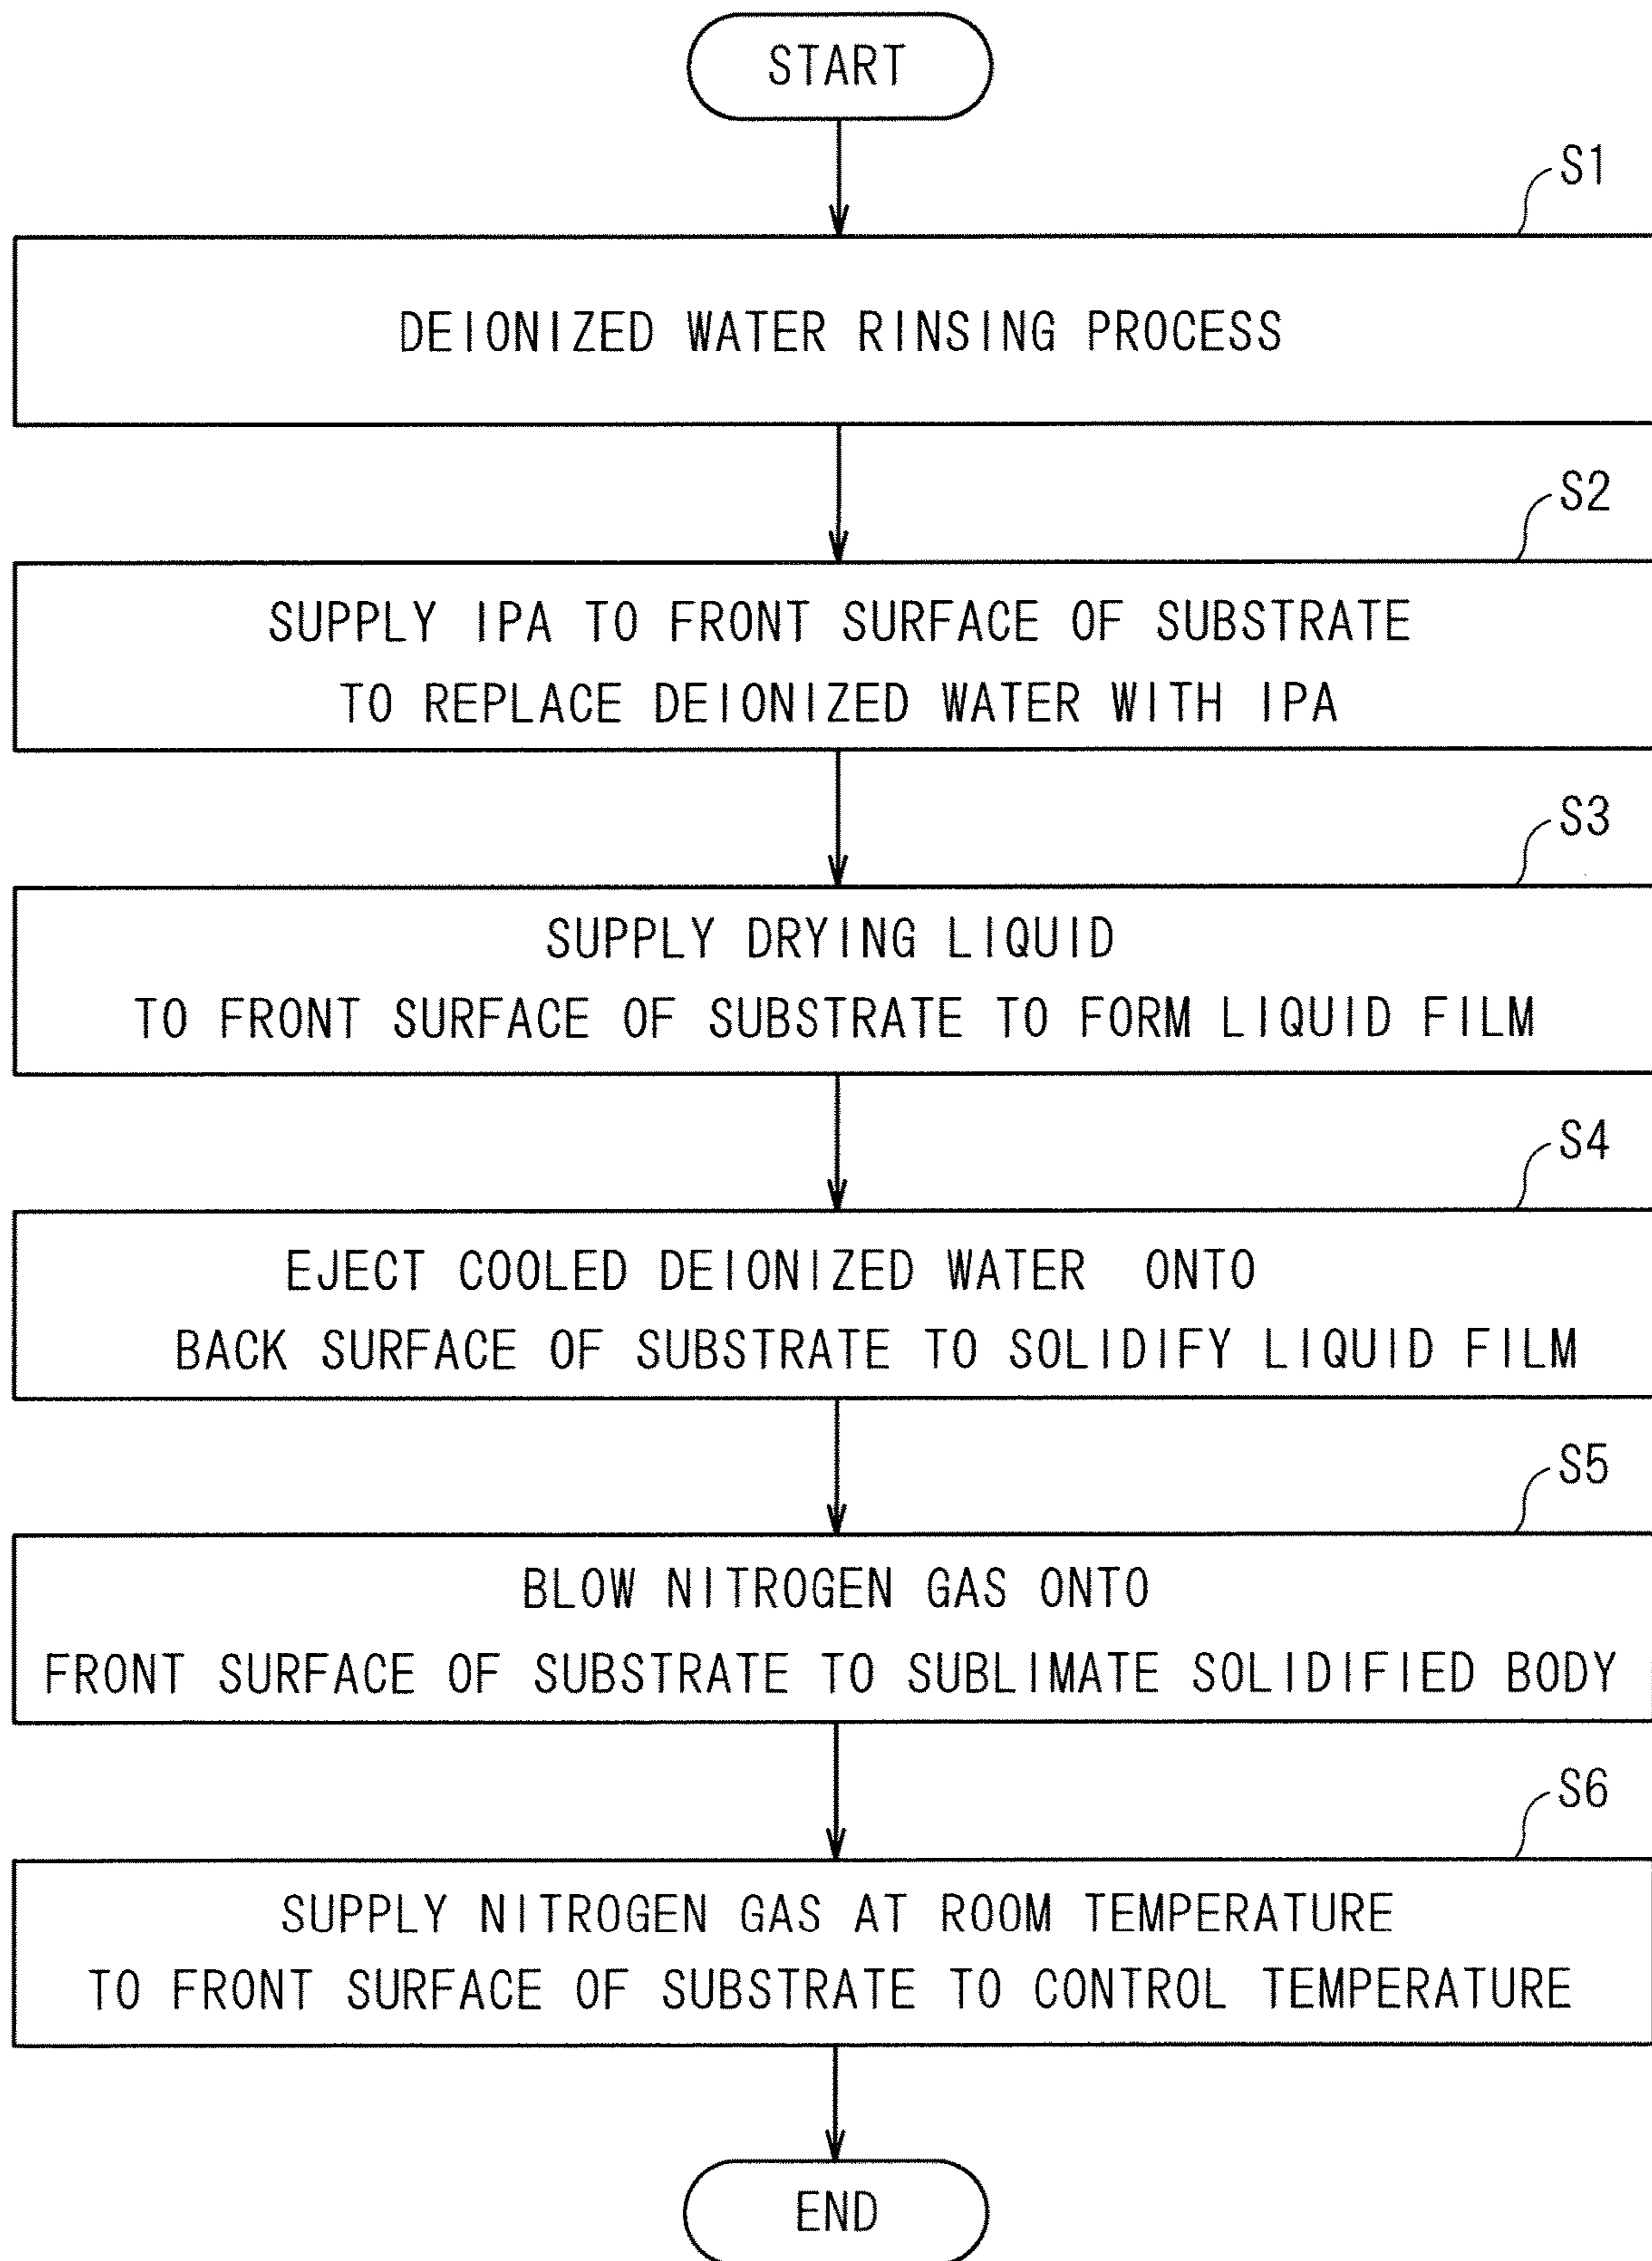 START
S1
DEIONIZED WATER RINSING PROCESS
S2
SUPPLY IPA TO FRONT SURFACE OF SUBSTRATE
TO REPLACE DEIONIZED WATER WITH IPA
S3
SUPPLY DRYING LIQUID
TO FRONT SURFACE OF SUBSTRATE TO FORM LIQUID FILM
S4
EJECT COOLED DEIONIZED WATER ONTO
BACK SURFACE OF SUBSTRATE TO SOLIDIFY LIQUID FILM
S5
BLOW NITROGEN GAS ONTO
FRONT SURFACE OF SUBSTRATE TO SUBLIMATE SOLIDIFIED BODY
S6
SUPPLY NITROGEN GAS AT ROOM TEMPERATURE
TO FRONT SURFACE OF SUBSTRATE TO CONTROL TEMPERATURE
END